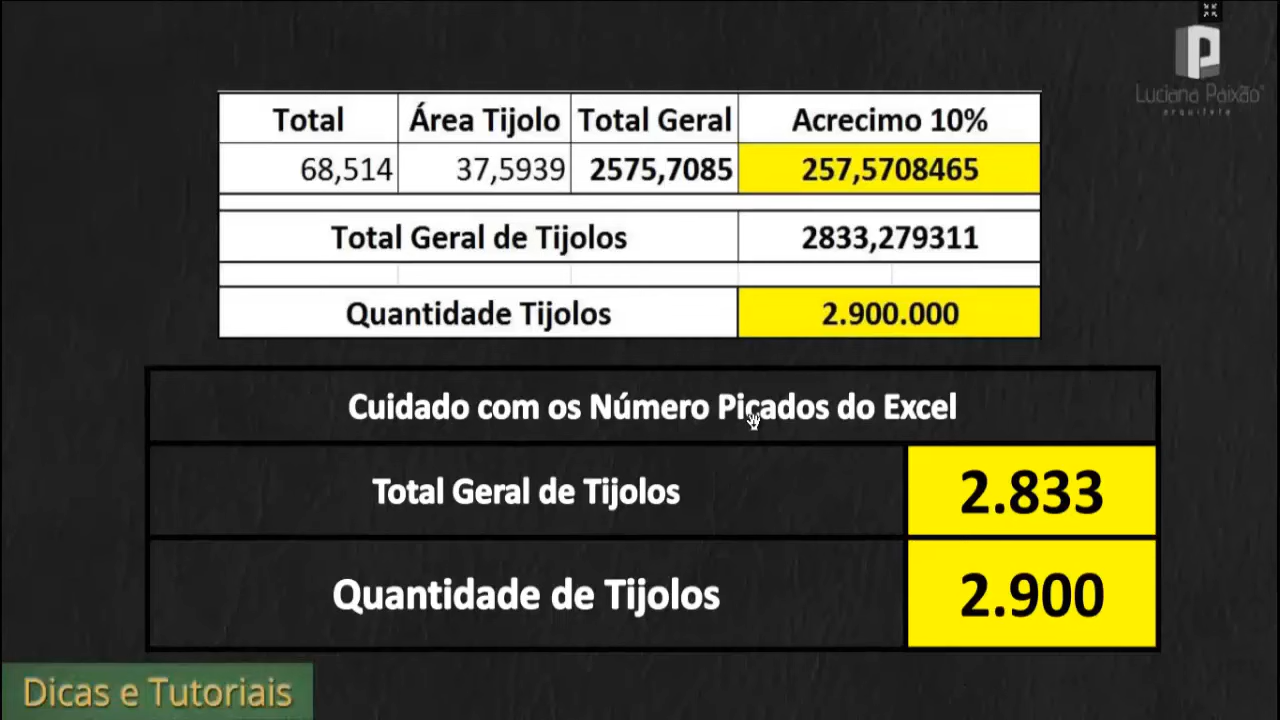 Luciana Paixão
arquiteta
Total Área Tijolo Total Geral Acrecimo 10%
68,514 37,5939 2575,7085 257,5708465
Total Geral de Tijolos 2833,279311
Quantidade Tijolos 2.900.000
Cuidado com os Número Picados do Excel
Total Geral de Tijolos 2.833
Quantidade de Tijolos 2.900
Dicas e Tutoriais